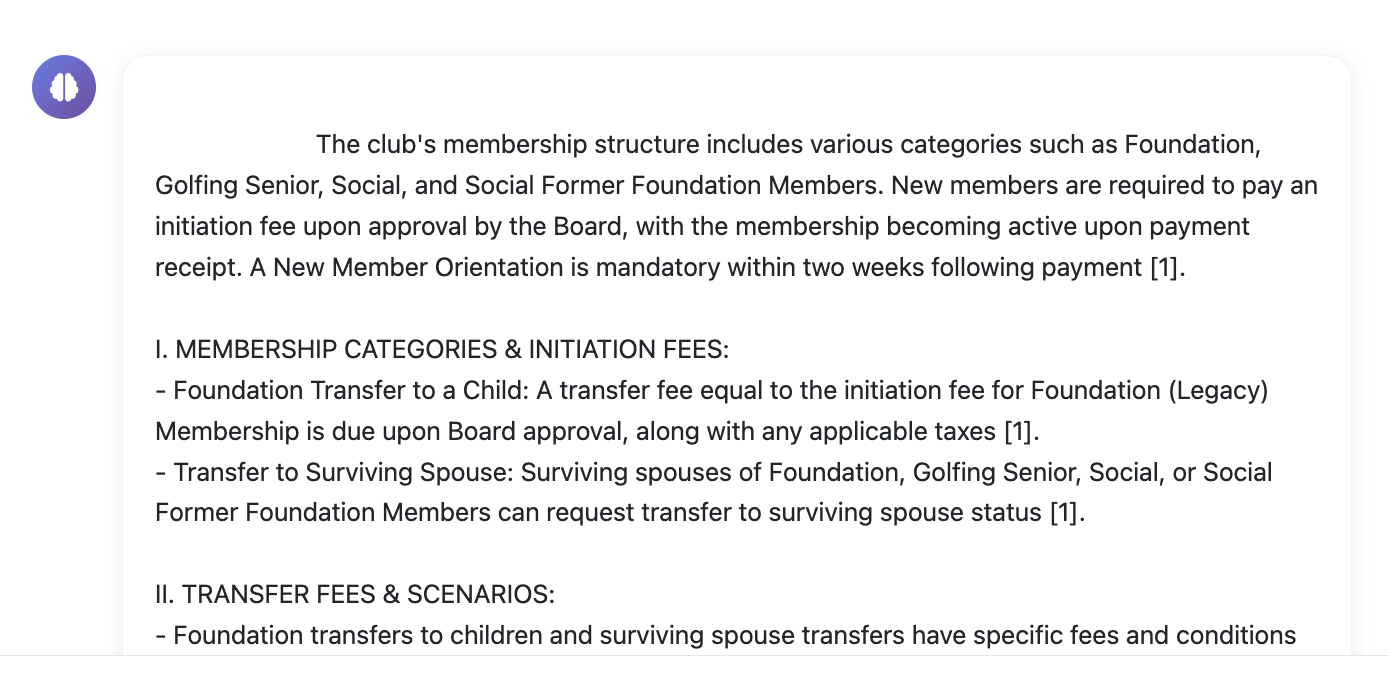 The club's membership structure includes various categories such as Foundation,
Golfing Senior, Social, and Social Former Foundation Members. New members are required to pay an
initiation fee upon approval by the Board, with the membership becoming active upon payment
receipt. A New Member Orientation is mandatory within two weeks following payment [1].
I. MEMBERSHIP CATEGORIES & INITIATION FEES:
- Foundation Transfer to a Child: A transfer fee equal to the initiation fee for Foundation (Legacy)
Membership is due upon Board approval, along with any applicable taxes [1].
- Transfer to Surviving Spouse: Surviving spouses of Foundation, Golfing Senior, Social, or Social
Former Foundation Members can request transfer to surviving spouse status [1].
II. TRANSFER FEES & SCENARIOS:
- Foundation transfers to children and surviving spouse transfers have specific fees and conditions